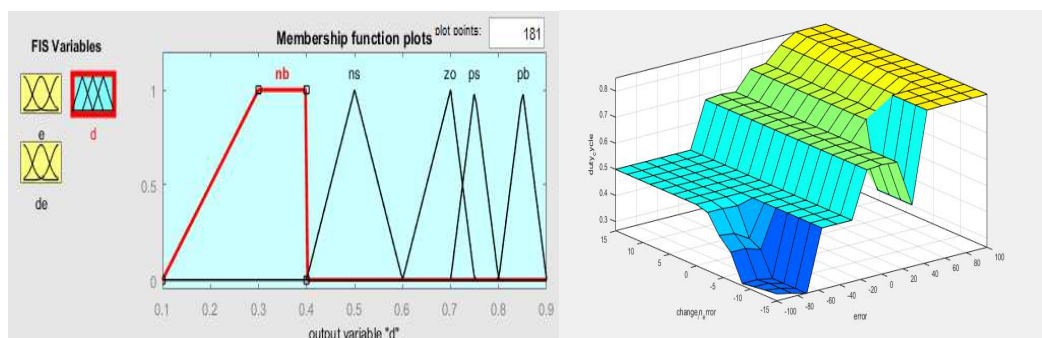 FIS Variables
e
d
de
Membership function plots
plot points:
181
nb
ns
zo
ps
pb
1
0.5
0
0.1 0.2 0.3 0.4 0.5 0.6 0.7 0.8 0.9
output variable "d"
0.8
0.7
0.6
0.5
0.4
0.3
duty_cycle
15
10
5
0
-5
-10
-15
change_n_error
-100
-80
-60
-40
-20
0
20
40
60
80
100
error